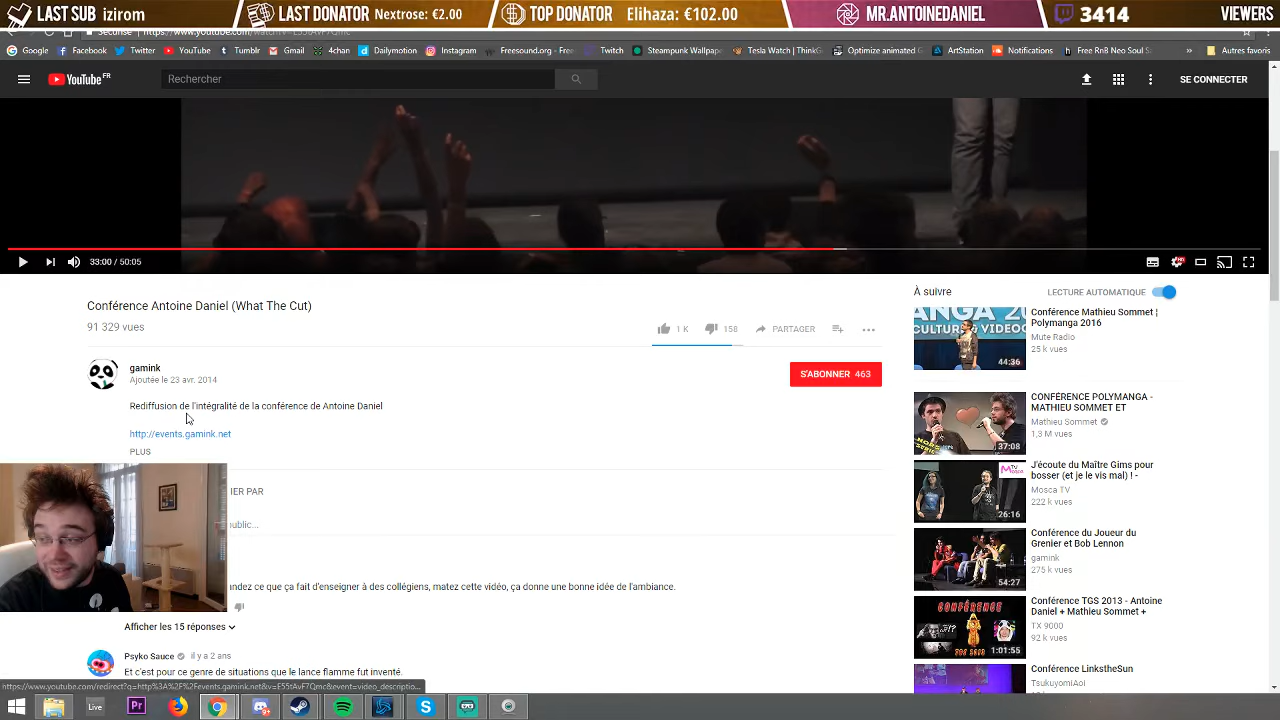 LAST SUB izirom
LAST DONATOR Nextrose: €2.00
TOP DONATOR Elihaza: €102.00
MR.ANTOINEDANIEL
3414 VIEWERS
Google Facebook Twitter YouTube Tumblr Gmail 4chan Dailymotion Instagram Freesound.org - Free Twitch Steampunk Wallpape Tesla Watch | ThinkG Optimize animated G ArtStation Notifications Free RnB Neo Soul S » Autres favoris
YouTube FR
Rechercher
SE CONNECTER
33:00 / 50:05
Conférence Antoine Daniel (What The Cut)
91 329 vues
1 K 158 PARTAGER
gamink
Ajoutée le 23 avr. 2014
S'ABONNER 463
Rediffusion de l'intégralité de la conférence de Antoine Daniel
http://events.gamink.net
PLUS
IER PAR
ublic...
ndez ce que ça fait d'enseigner à des collégiens, matez cette vidéo, ça donne une bonne idée de l'ambiance.
Afficher les 15 réponses
Psyko Sauce il y a 2 ans
Et c'est pour ce genre de situations que le lance flamme fut inventé.
À suivre
LECTURE AUTOMATIQUE
Conférence Mathieu Sommet ¦
Polymanga 2016
Mute Radio
25 k vues
44:36
CONFÉRENCE POLYMANGA -
MATHIEU SOMMET ET
Mathieu Sommet
1,3 M vues
37:08
J'écoute du Maître Gims pour
bosser (et je le vis mal) ! -
Mosca TV
26:16
Conférence du Joueur du
Grenier et Bob Lennon
gamink
275 k vues
54:27
Conférence TGS 2013 - Antoine
Daniel + Mathieu Sommet +
TX 9000
92 k vues
CONFÉRENCE
1:01:55
Conférence LinkstheSun
TsukuyomiAoi
Live
Pr